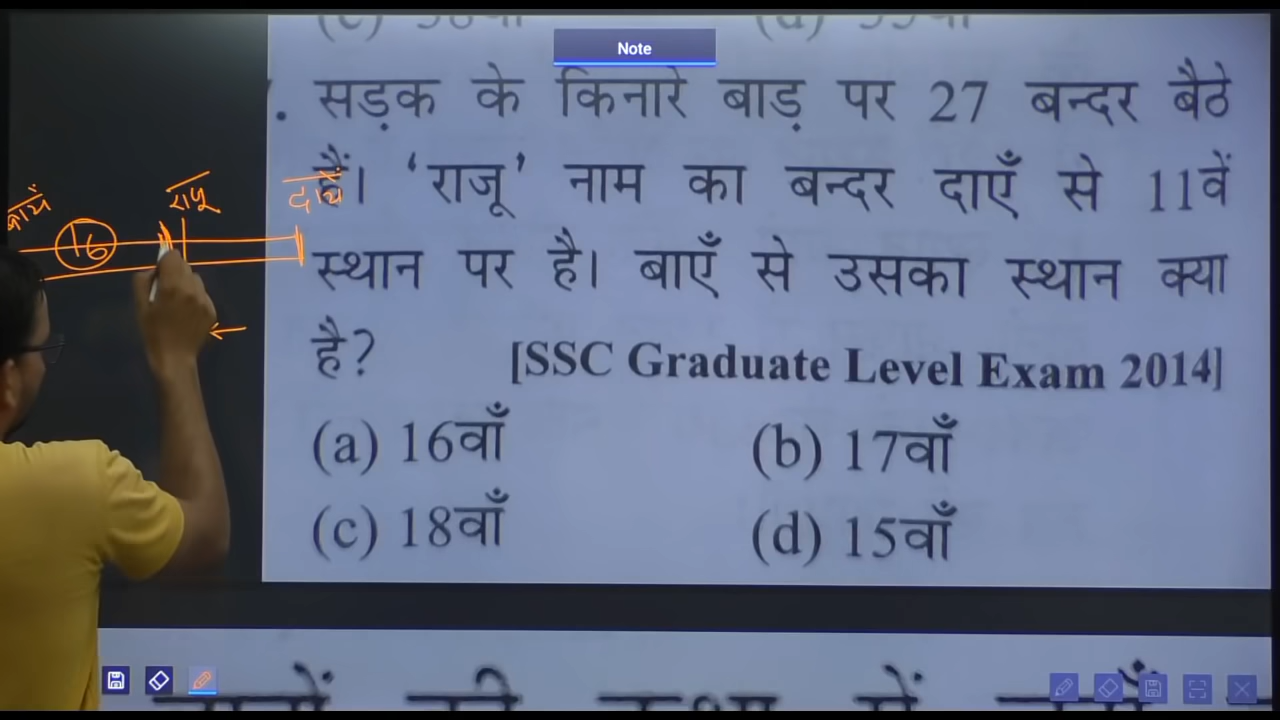 Note
. सड़क के किनारे बाड़ पर 27 बन्दर बैठे
हैं। 'राजू' नाम का बन्दर दाएँ से 11वें
स्थान पर है। बाएँ से उसका स्थान क्या
है? [SSC Graduate Level Exam 2014]
(a) 16वाँ (b) 17वाँ
(c) 18वाँ (d) 15वाँ
बायें
राजू
दायें
16